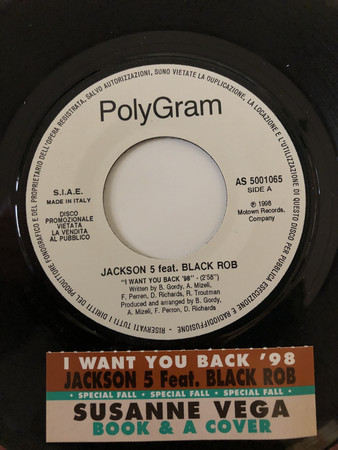 SALVO AUTORIZZAZIONI, SONO VIETATE LA DUPLICAZIONE, LA LOCAZIONE E
PolyGram
S.I.A.E.
MADE IN ITALY
DISCO
PROMOZIONALE
VIETATA
LA VENDITA
AL PUBBLICO
AS 5001065
SIDE A
℗ 1998
Motown Records.
Company
JACKSON 5 feat. BLACK ROB
"I WANT YOU BACK '98" - (2'58")
Written by B. Gordy, A. Mizeli,
F. Perren, D. Richards, R. Troutman
Produced and arranged by B. Gordy,
A. Mizeli, F. Perren, D. Richards
RISERVATI TUTTI I DIRITTI DEL PRODUTTORE FONOGRAFICO E DEL PROPRIETARIO DELL'OPERA REGISTRATA,
DI QUESTO DISCO PER PUBBLICA ESECUZIONE E RADIODIFFUSIONE
I WANT YOU BACK '98
JACKSON 5 Feat. BLACK ROB
• SPECIAL FALL • SPECIAL FALL • SPECIAL FALL •
SUSANNE VEGA
BOOK & A COVER